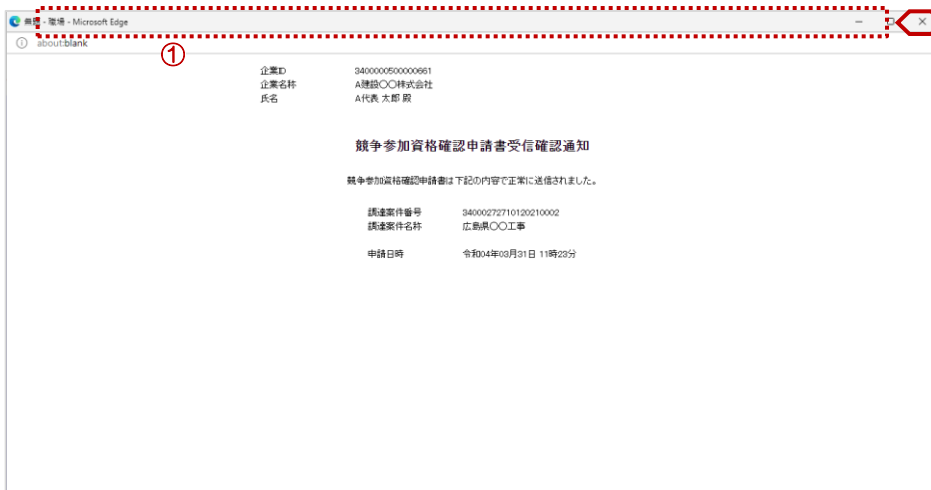 無題 - 職場 - Microsoft Edge
①
about:blank
企業ID 3400000500000661
企業名称 A建設〇〇株式会社
氏名 A代表 太郎 殿
競争参加資格確認申請書受信確認通知
競争参加資格確認申請書は下記の内容で正常に送信されました。
調達案件番号 34000272710120210002
調達案件名称 広島県〇〇工事
申請日時 令和04年03月31日 11時23分